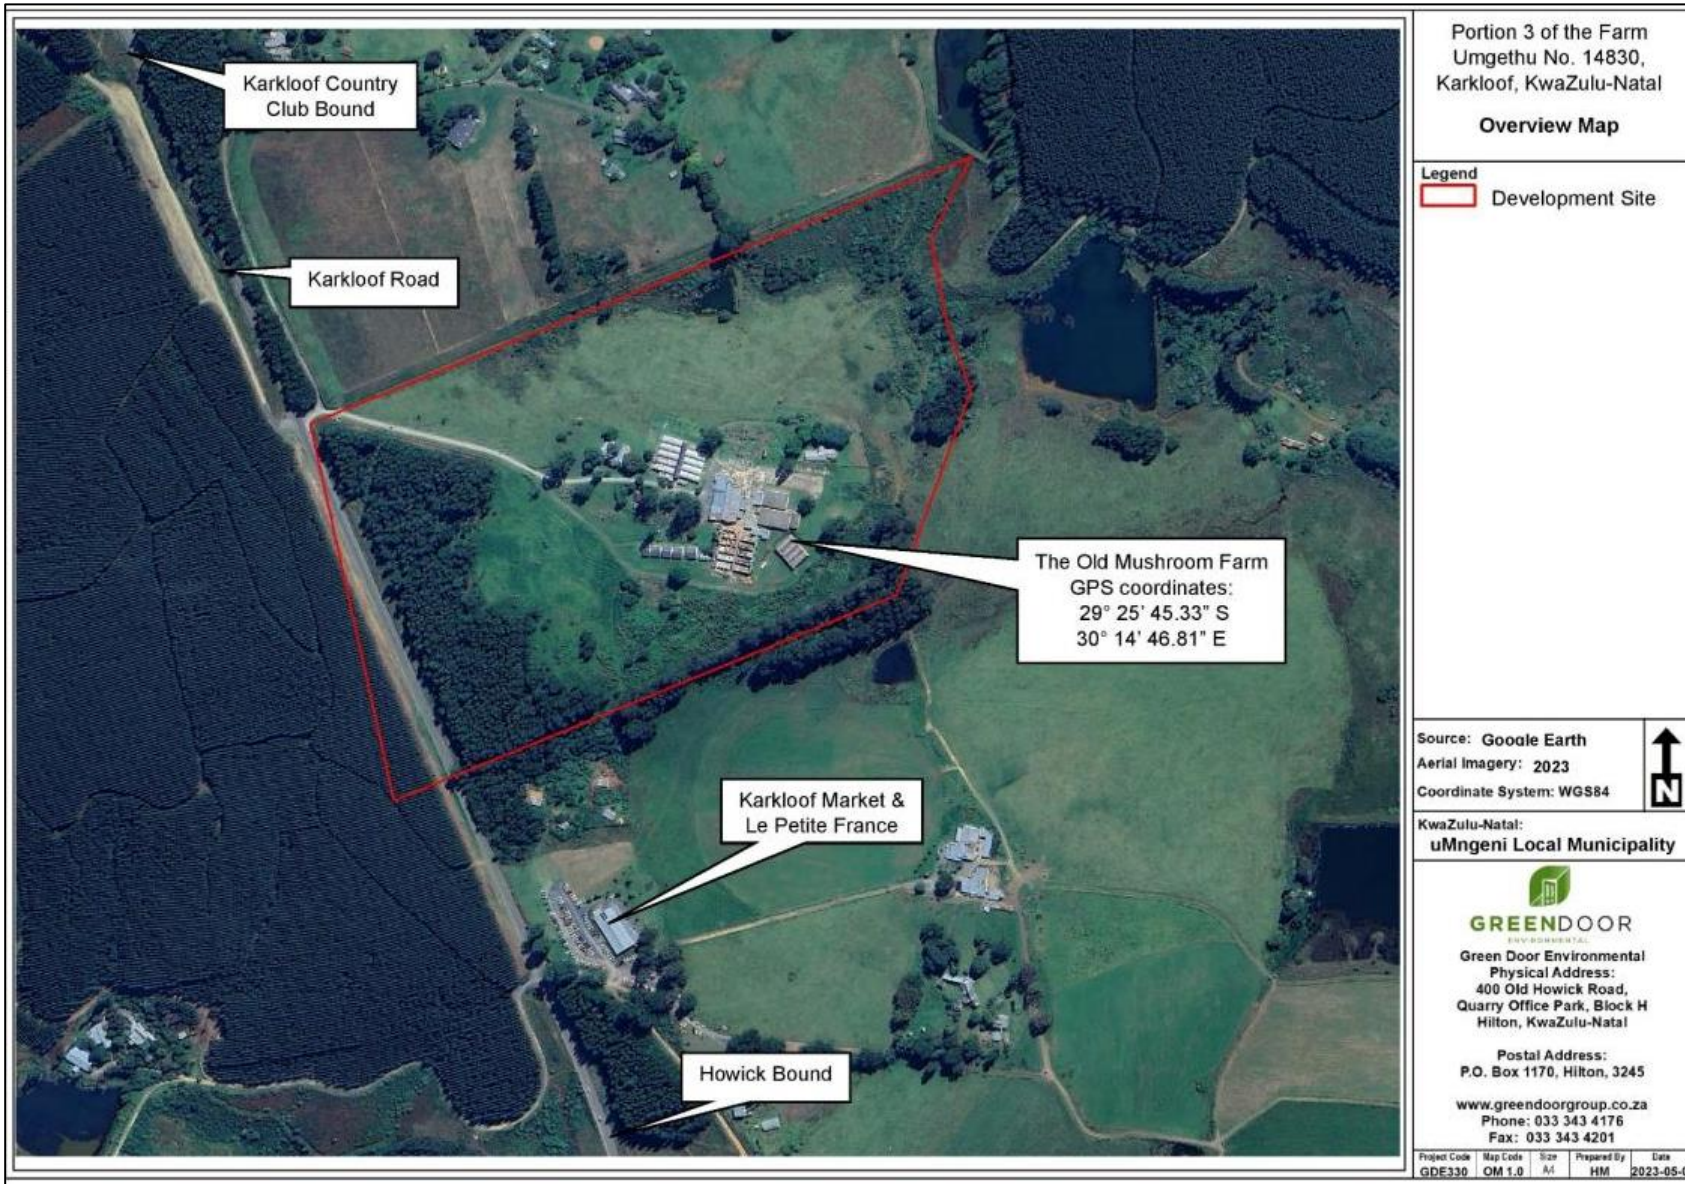 Karkloof Country
Club Bound
Karkloof Road
The Old Mushroom Farm
GPS coordinates:
29° 25’ 45.33” S
30° 14’ 46.81” E
Karkloof Market &
Le Petite France
Howick Bound
Portion 3 of the Farm
Umgethu No. 14830,
Karkloof, KwaZulu-Natal
Overview Map
Legend
Development Site
Source: Google Earth
Aerial Imagery: 2023
Coordinate System: WGS84
N
KwaZulu-Natal:
uMngeni Local Municipality
GREENDOOR
ENVIRONMENTAL
Green Door Environmental
Physical Address:
400 Old Howick Road,
Quarry Office Park, Block H
Hilton, KwaZulu-Natal
Postal Address:
P.O. Box 1170, Hilton, 3245
www.greendoorgroup.co.za
Phone: 033 343 4176
Fax: 033 343 4201
Project Code Map Code Size Prepared By Date
GDE330 OM 1.0 A4 HM 2023-05-0